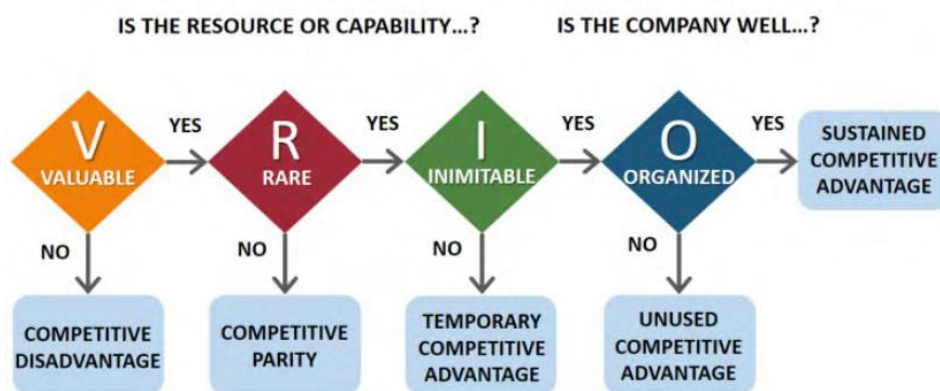 IS THE RESOURCE OR CAPABILITY...?
IS THE COMPANY WELL...?
V
VALUABLE
YES
R
RARE
YES
I
INIMITABLE
YES
O
ORGANIZED
YES
SUSTAINED
COMPETITIVE
ADVANTAGE
NO
NO
NO
NO
COMPETITIVE
DISADVANTAGE
COMPETITIVE
PARITY
TEMPORARY
COMPETITIVE
ADVANTAGE
UNUSED
COMPETITIVE
ADVANTAGE